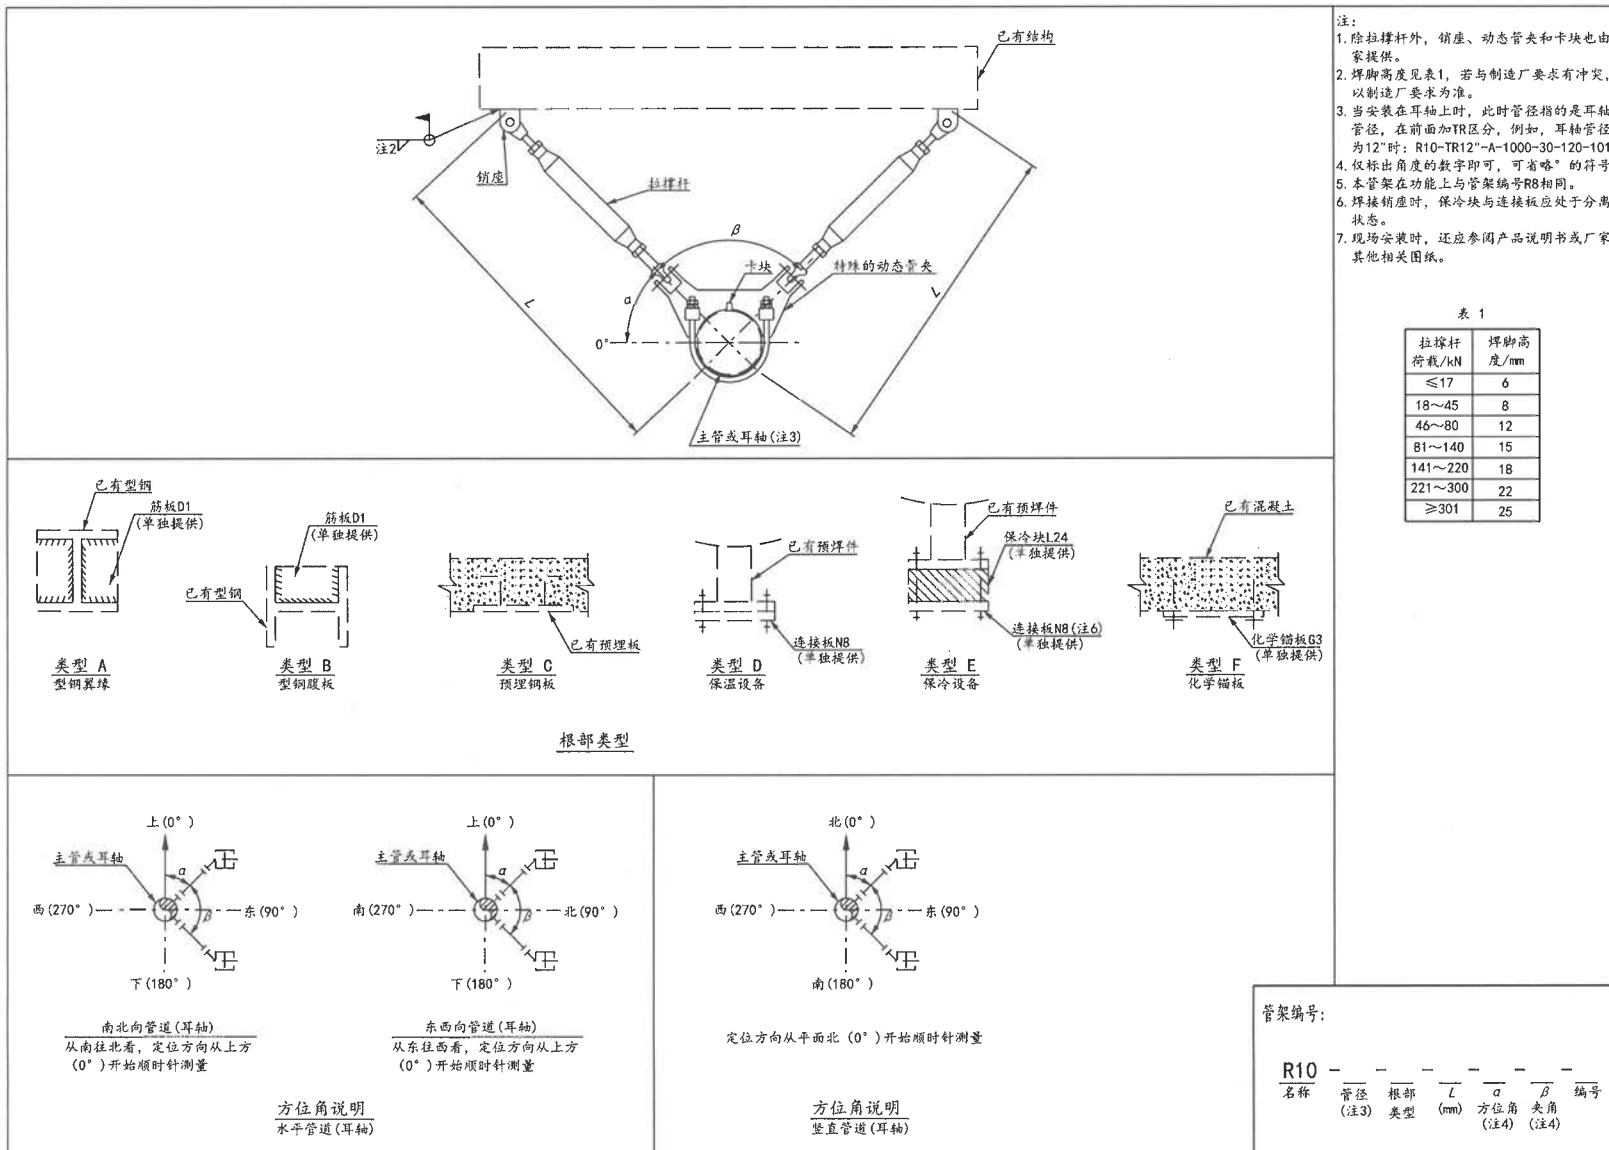 已有结构
注2
销座
拉撑杆
β
卡块
特殊的动态管夹
α
L
L
0°
主管或耳轴(注3)
注:
1. 除拉撑杆外, 销座、动态管夹和卡块也由
家提供。
2. 焊脚高度见表1, 若与制造厂要求有冲突,
以制造厂要求为准。
3. 当安装在耳轴上时, 此时管径指的是耳轴
管径, 在前面加TR区分, 例如, 耳轴管径
为12"时: R10-TR12"-A-1000-30-120-101
4. 仅标出角度的数字即可, 可省略° 的符号
5. 本管架在功能上与管架编号R8相同。
6. 焊接销座时, 保冷块与连接板应处于分离
状态。
7. 现场安装时, 还应参阅产品说明书或厂家
其他相关图纸。
表 1
拉撑杆 焊脚高
荷载/kN 度/mm
≤17 6
18~45 8
46~80 12
81~140 15
141~220 18
221~300 22
≥301 25
已有型钢
筋板D1
(单独提供)
类型 A
型钢翼缘
筋板D1
(单独提供)
已有型钢
类型 B
型钢腹板
已有预埋板
类型 C
预埋钢板
已有预焊件
连接板N8
(单独提供)
类型 D
保温设备
已有预焊件
保冷块L24
(单独提供)
连接板N8(注6)
(单独提供)
类型 E
保冷设备
已有混凝土
化学锚板G3
(单独提供)
类型 F
化学锚板
根部类型
上(0°)
主管或耳轴
α
西(270°)
β
东(90°)
下(180°)
南北向管道(耳轴)
从南往北看, 定位方向从上方
(0°)开始顺时针测量
上(0°)
主管或耳轴
α
南(270°)
β
北(90°)
下(180°)
东西向管道(耳轴)
从东往西看, 定位方向从上方
(0°)开始顺时针测量
方位角说明
水平管道(耳轴)
北(0°)
主管或耳轴
α
西(270°)
β
东(90°)
南(180°)
定位方向从平面北 (0°)开始顺时针测量
方位角说明
竖直管道(耳轴)
管架编号:
R10 - - - - - -
名称 管径 根部 L α β 编号
(注3) 类型 (mm) 方位角 夹角
(注4) (注4)